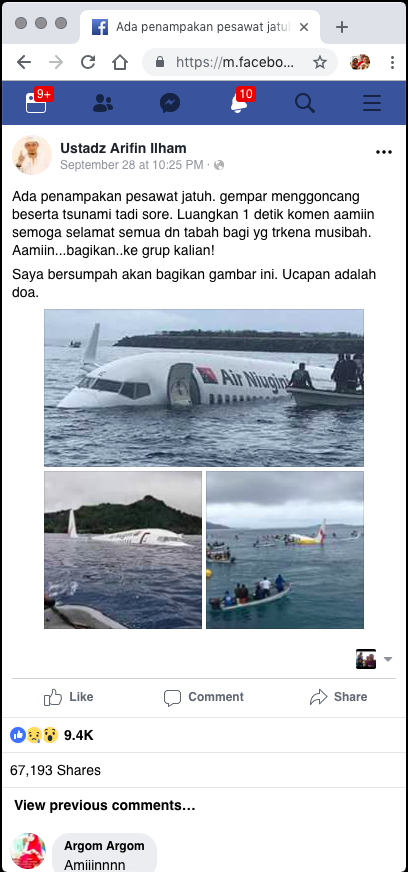 Ada penampakan pesawat jatuh
https://m.facebo...
9+
10
Ustadz Arifin Ilham
September 28 at 10:25 PM ·
Ada penampakan pesawat jatuh. gempar menggoncang
beserta tsunami tadi sore. Luangkan 1 detik komen aamiin
semoga selamat semua dn tabah bagi yg trkena musibah.
Aamiin...bagikan..ke grup kalian!
Saya bersumpah akan bagikan gambar ini. Ucapan adalah
doa.
Air Niugini
Like
Comment
Share
9.4K
67,193 Shares
View previous comments...
Argom Argom
Amiiinnnn